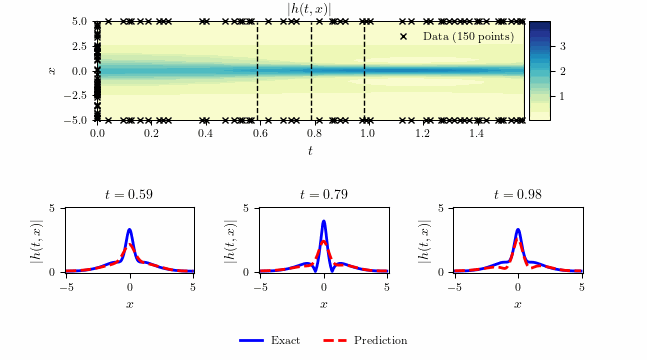 |h(t, x)|
5.0
2.5
0.0
−2.5
−5.0
x
× Data (150 points)
3
2
1
0.0 0.2 0.4 0.6 0.8 1.0 1.2 1.4
t
t = 0.59 t = 0.79 t = 0.98
|h(t, x)| |h(t, x)| |h(t, x)|
5 5 5
0 0 0
−5 0 5 −5 0 5 −5 0 5
x x x
Exact Prediction